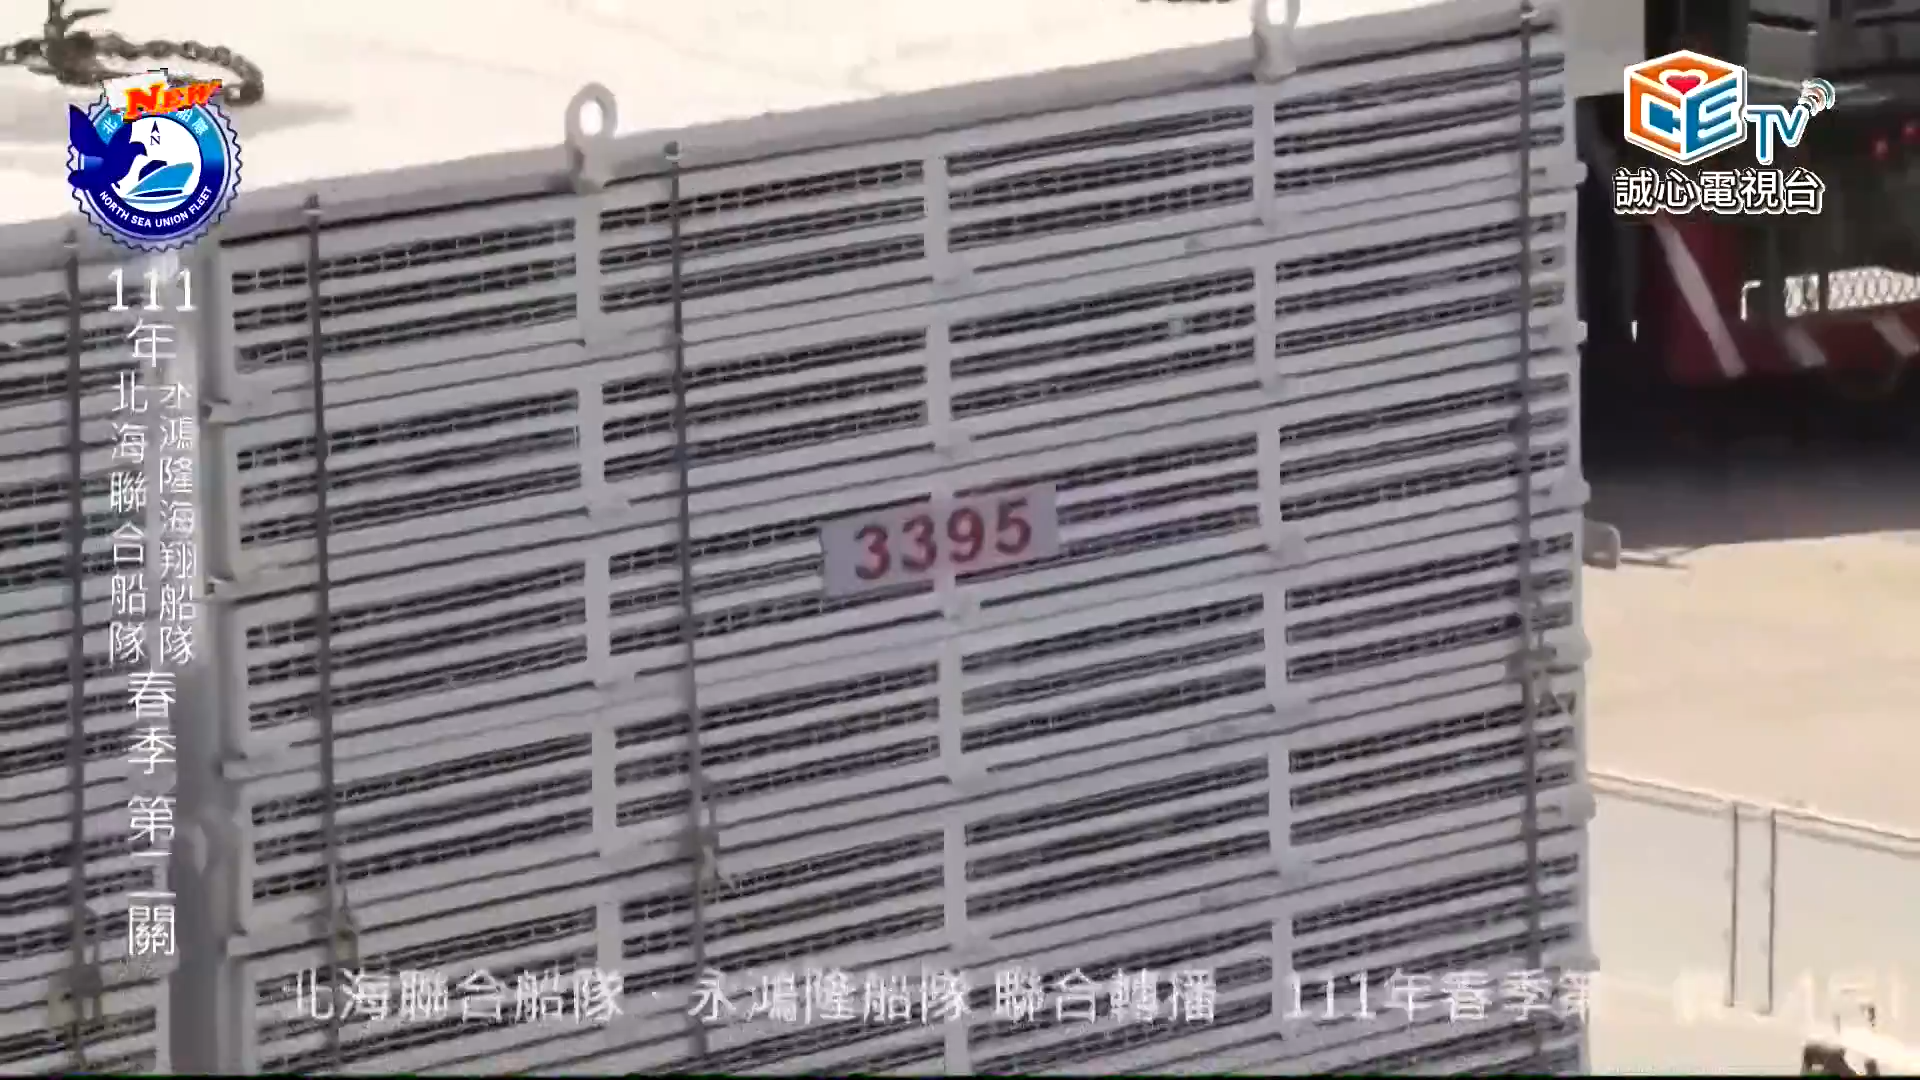 NEW
N
NORTH SEA UNION FLEET
CETV
誠心電視台
111年
北海聯合船隊
永鴻隆海翔船隊
春季 第二關
3395
北海聯合船隊 · 永鴻隆船隊 聯合轉播 111年春季第